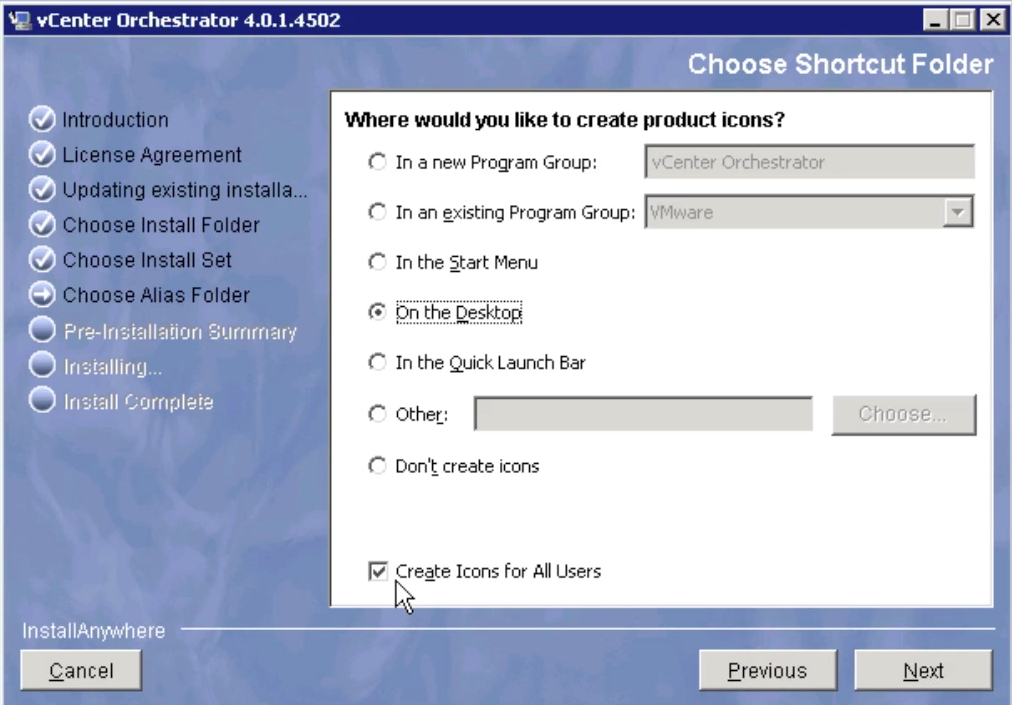 vCenter Orchestrator 4.0.1.4502
Choose Shortcut Folder
Introduction
License Agreement
Updating existing installa...
Choose Install Folder
Choose Install Set
Choose Alias Folder
Pre-Installation Summary
Installing...
Install Complete
Where would you like to create product icons?
In a new Program Group: vCenter Orchestrator
In an existing Program Group: VMware
In the Start Menu
On the Desktop
In the Quick Launch Bar
Other: Choose...
Don't create icons
Create Icons for All Users
InstallAnywhere
Cancel Previous Next